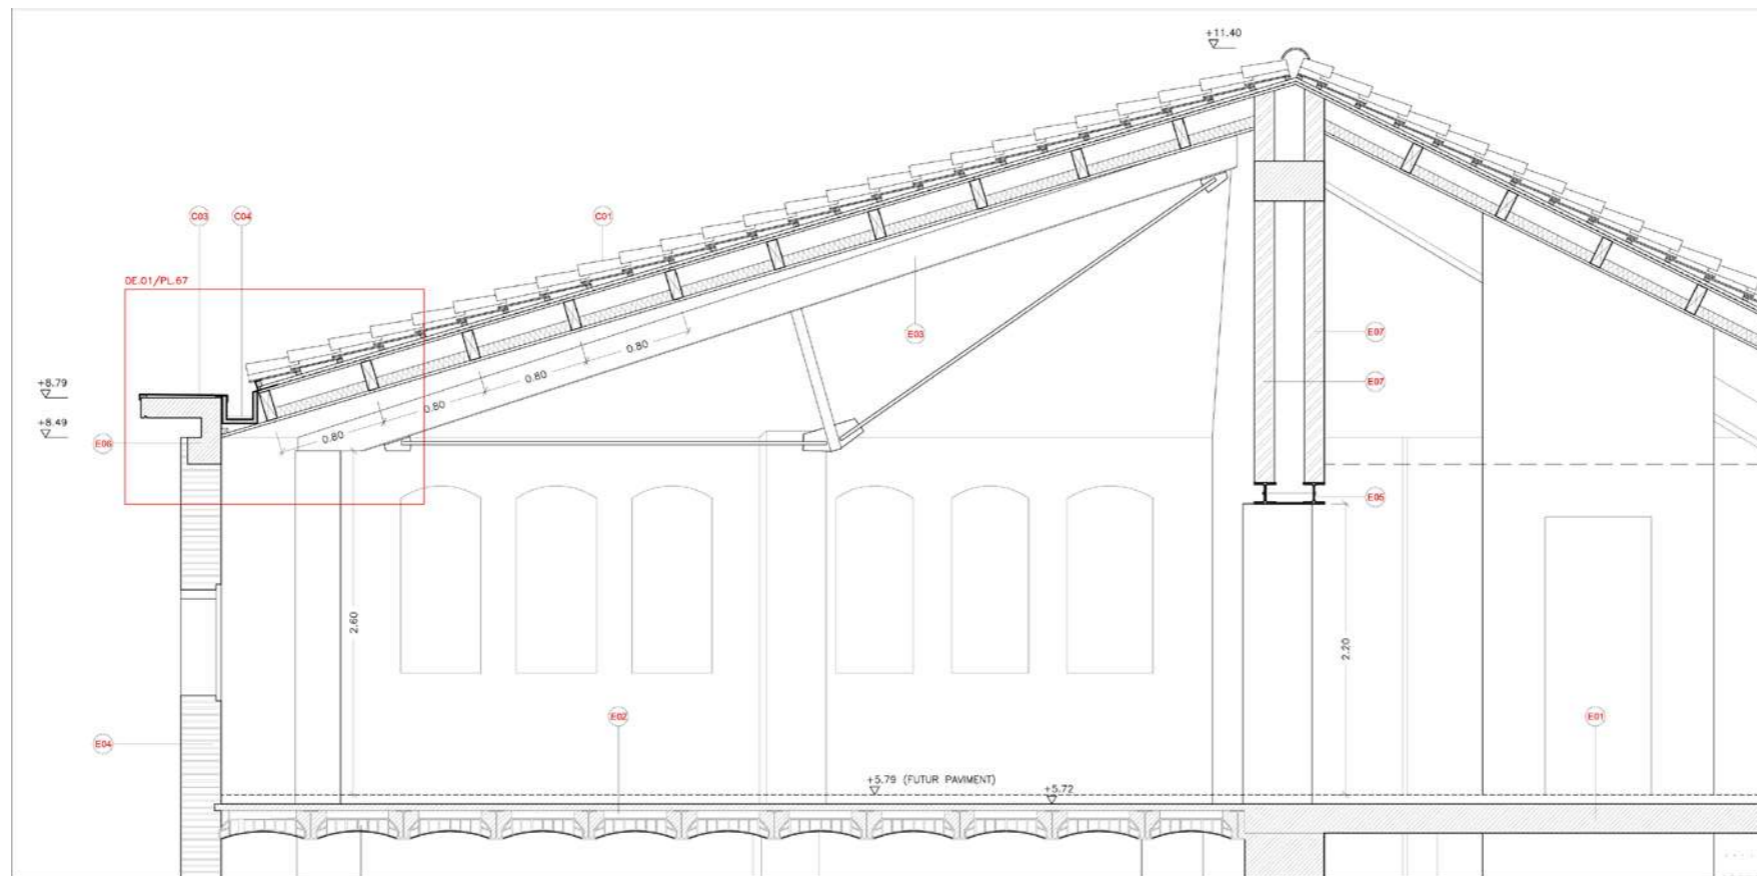 +11.40
C03
C04
C01
DE.01/PL.67
E03
E07
0.80
0.80
+8.79
E07
0.80
+8.49
0.80
E06
E05
2.60
2.20
E02
E01
E04
+5.79 (FUTUR PAVIMENT)
+5.72